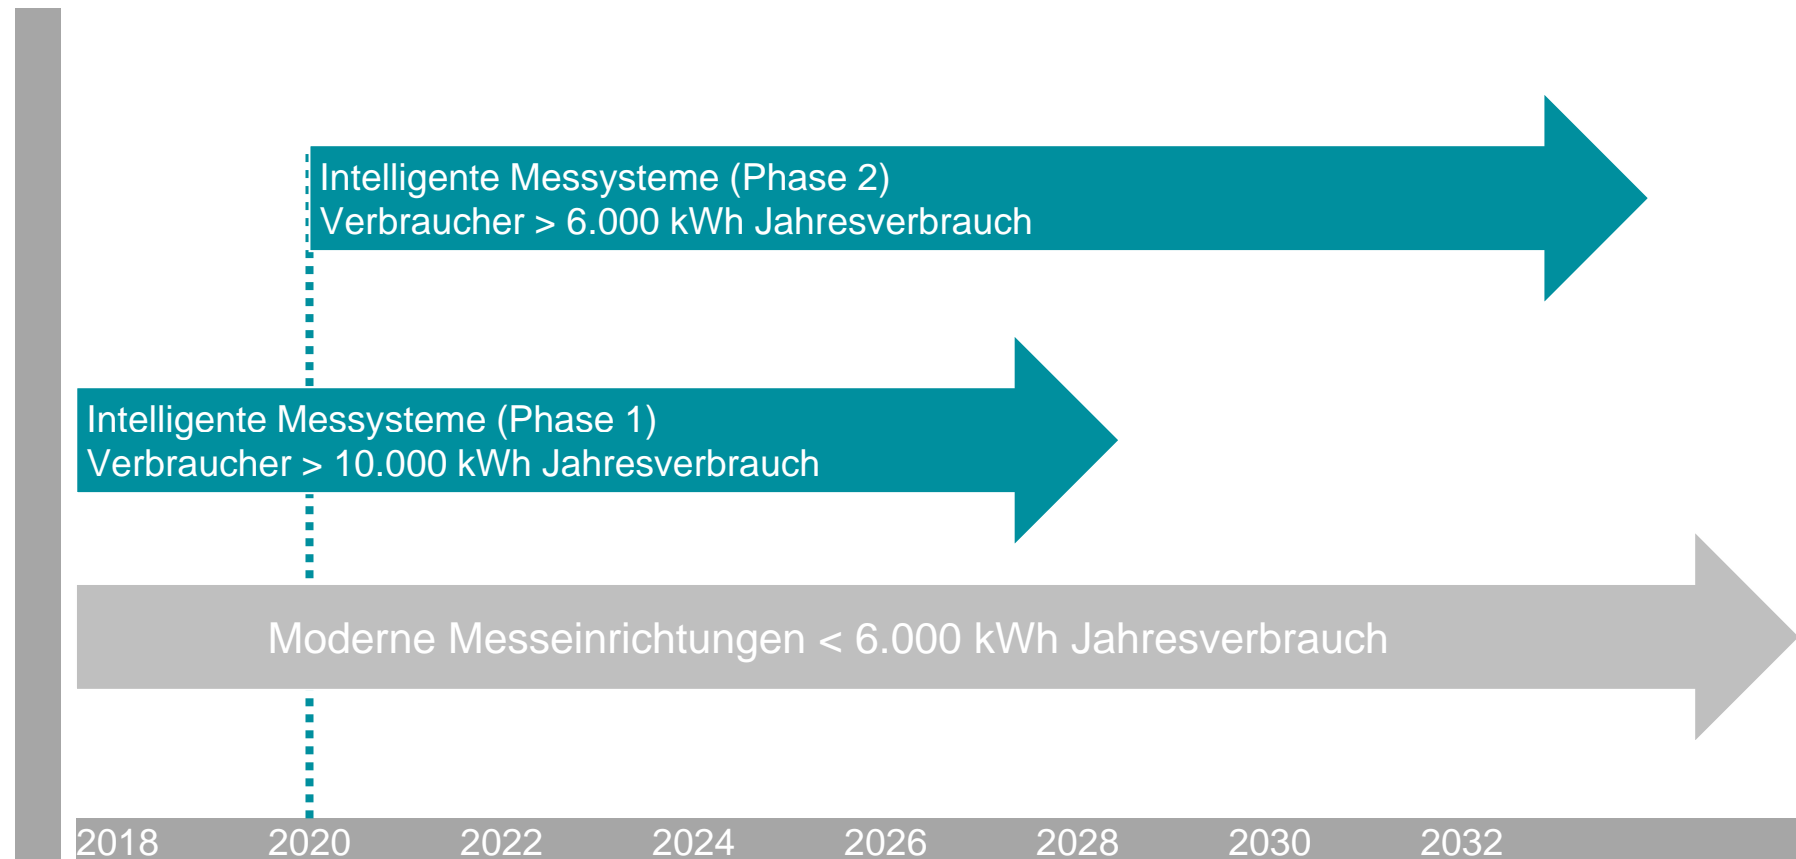 Intelligente Messysteme (Phase 2)
Verbraucher > 6.000 kWh Jahresverbrauch
Intelligente Messysteme (Phase 1)
Verbraucher > 10.000 kWh Jahresverbrauch
Moderne Messeinrichtungen < 6.000 kWh Jahresverbrauch
2018 2020 2022 2024 2026 2028 2030 2032